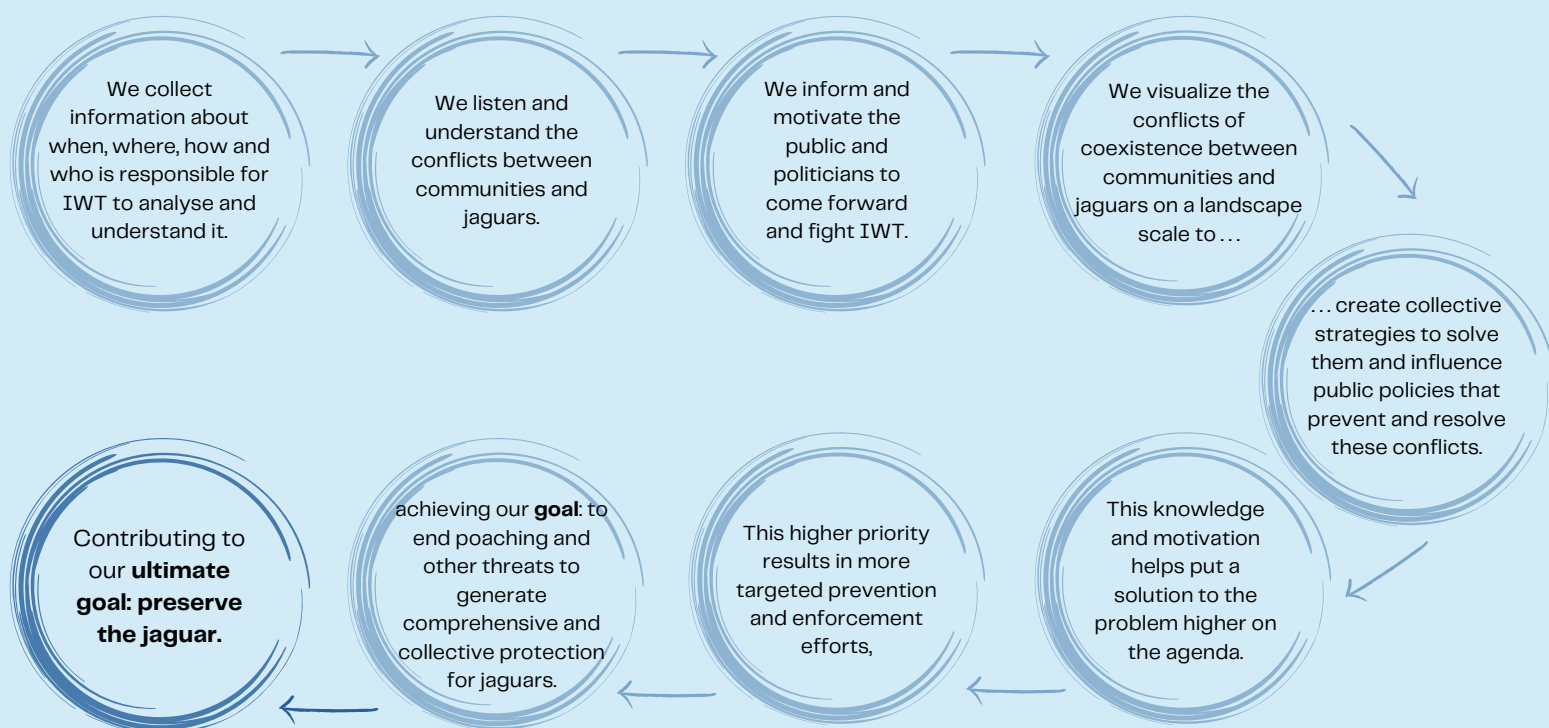 We collect
information about
when, where, how and
who is responsible for
IWT to analyse and
understand it.
We listen and
understand the
conflicts between
communities and
jaguars.
We inform and
motivate the
public and
politicians to
come forward
and fight IWT.
We visualize the
conflicts of
coexistence between
communities and
jaguars on a landscape
scale to ...
... create collective
strategies to solve
them and influence
public policies that
prevent and resolve
these conflicts.
This knowledge
and motivation
helps put a
solution to the
problem higher on
the agenda.
This higher priority
results in more
targeted prevention
and enforcement
efforts,
achieving our goal: to
end poaching and
other threats to
generate
comprehensive and
collective protection
for jaguars.
Contributing to
our ultimate
goal: preserve
the jaguar.